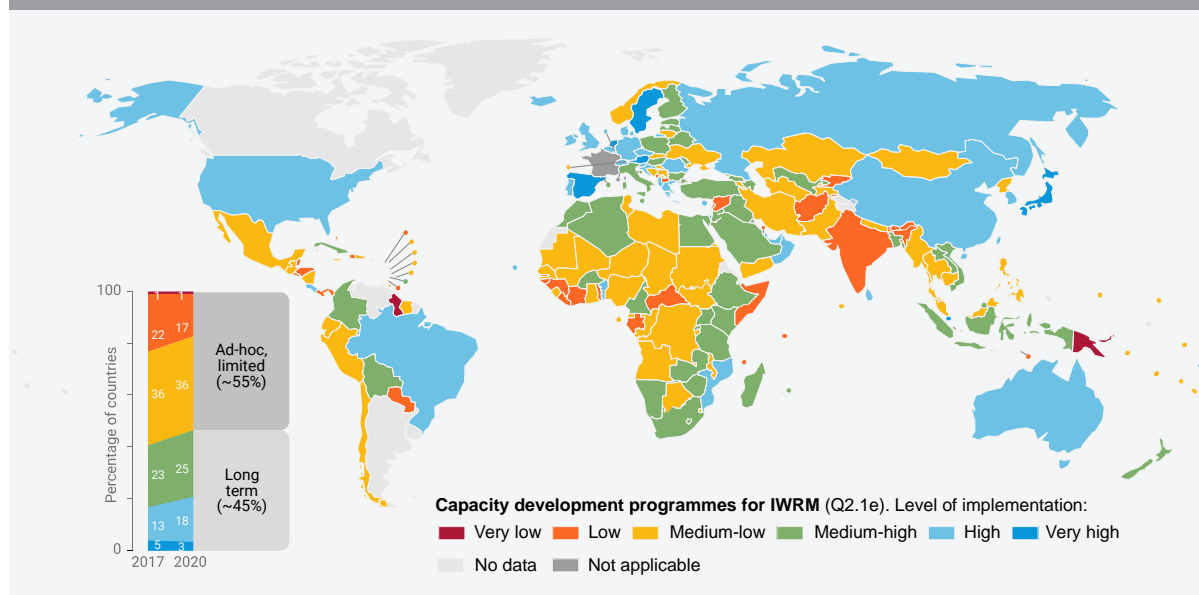 100
0
Percentage of countries
1 1
22 17
36 36
23 25
13 18
5 3
2017 2020
Ad-hoc,
limited
(~55%)
Long
term
(~45%)
Capacity development programmes for IWRM (Q2.1e). Level of implementation:
Very low Low Medium-low Medium-high High Very high
No data Not applicable